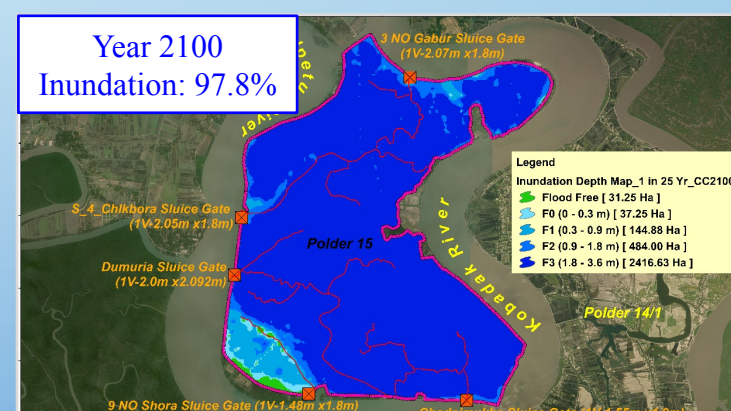 Year 2100
Inundation: 97.8%
3 NO Gabur Sluice Gate
(1V-2.07m x1.8m)
River
Legend
Inundation Depth Map_1 in 25 Yr_CC2100
Flood Free [ 31.25 Ha ]
F0 (0 - 0.3 m) [ 37.25 Ha ]
F1 (0.3 - 0.9 m) [ 144.88 Ha ]
F2 (0.9 - 1.8 m) [ 484.00 Ha ]
F3 (1.8 - 3.6 m) [ 2416.63 Ha ]
S_4_Chlkbora Sluice Gate
(1V-2.05m x1.8m)
Polder 15
Kobadak River
Dumuria Sluice Gate
(1V-2.0m x2.092m)
Polder 14/1
9 NO Shora Sluice Gate (1V-1.48m x1.8m)